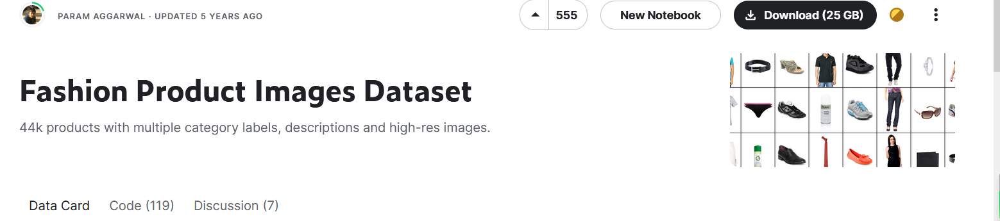 PARAM AGGARWAL · UPDATED 5 YEARS AGO
555
New Notebook
Download (25 GB)
Fashion Product Images Dataset
44k products with multiple category labels, descriptions and high-res images.
Data Card
Code (119)
Discussion (7)